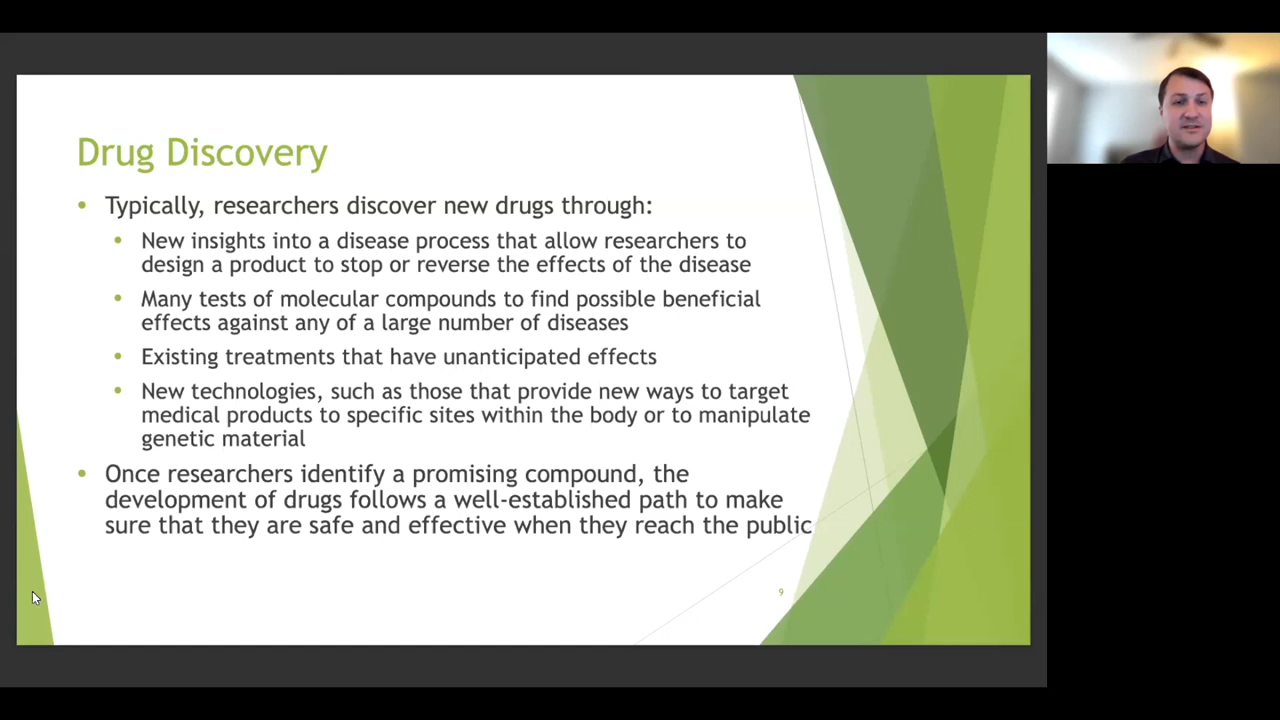 Drug Discovery
• Typically, researchers discover new drugs through:
• New insights into a disease process that allow researchers to
design a product to stop or reverse the effects of the disease
• Many tests of molecular compounds to find possible beneficial
effects against any of a large number of diseases
• Existing treatments that have unanticipated effects
• New technologies, such as those that provide new ways to target
medical products to specific sites within the body or to manipulate
genetic material
• Once researchers identify a promising compound, the
development of drugs follows a well-established path to make
sure that they are safe and effective when they reach the public
9